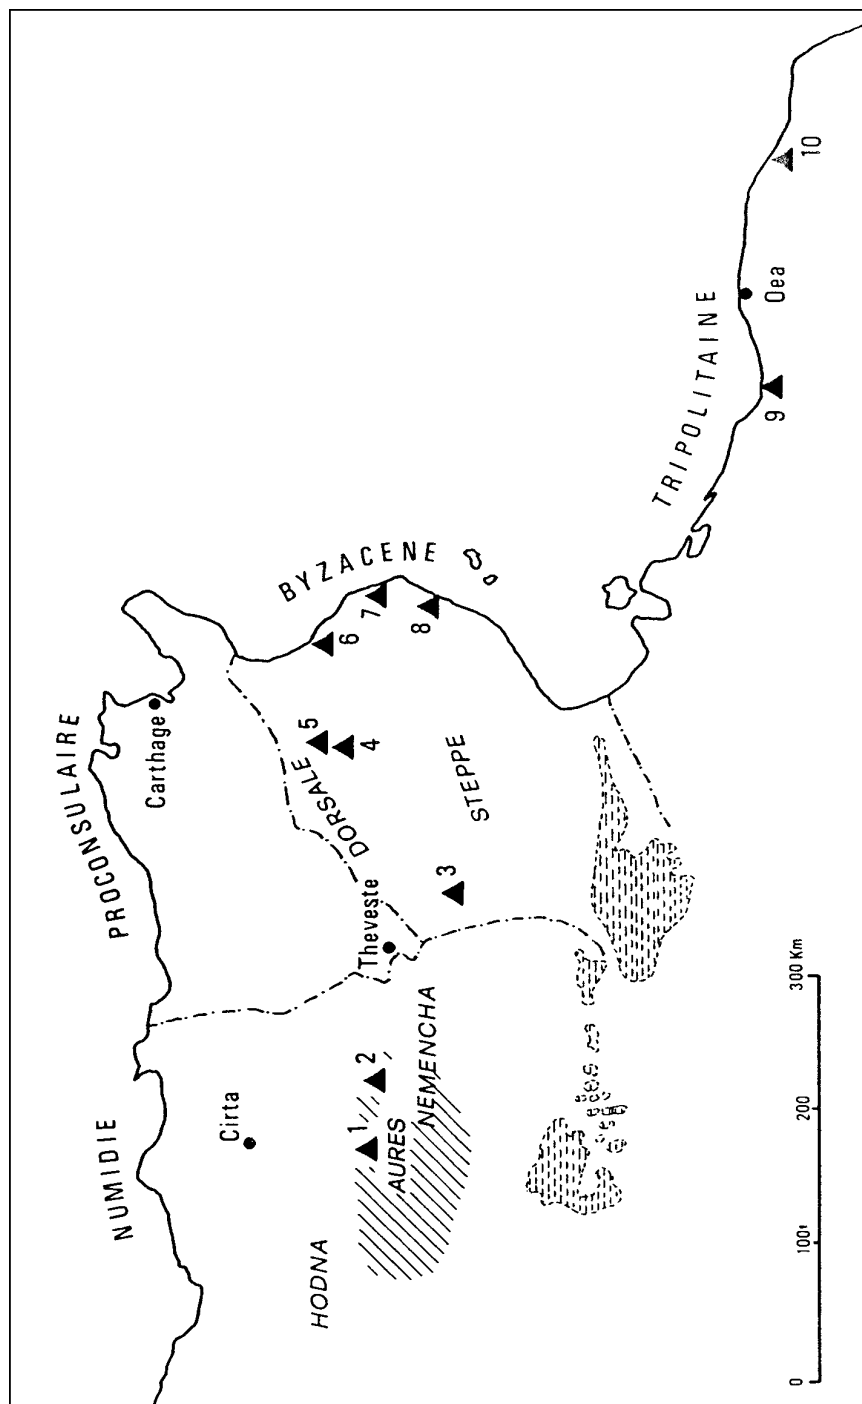 NUMIDIE
PROCONSULAIRE
Carthage
Cirta
BYZACENE
TRIPOLITAINE
HODNA
AURES
NEMENCHA
Theveste
DORSALE
STEPPE
Oea
1
2
3
4
5
6
7
8
9
10
0
100
200
300 Km